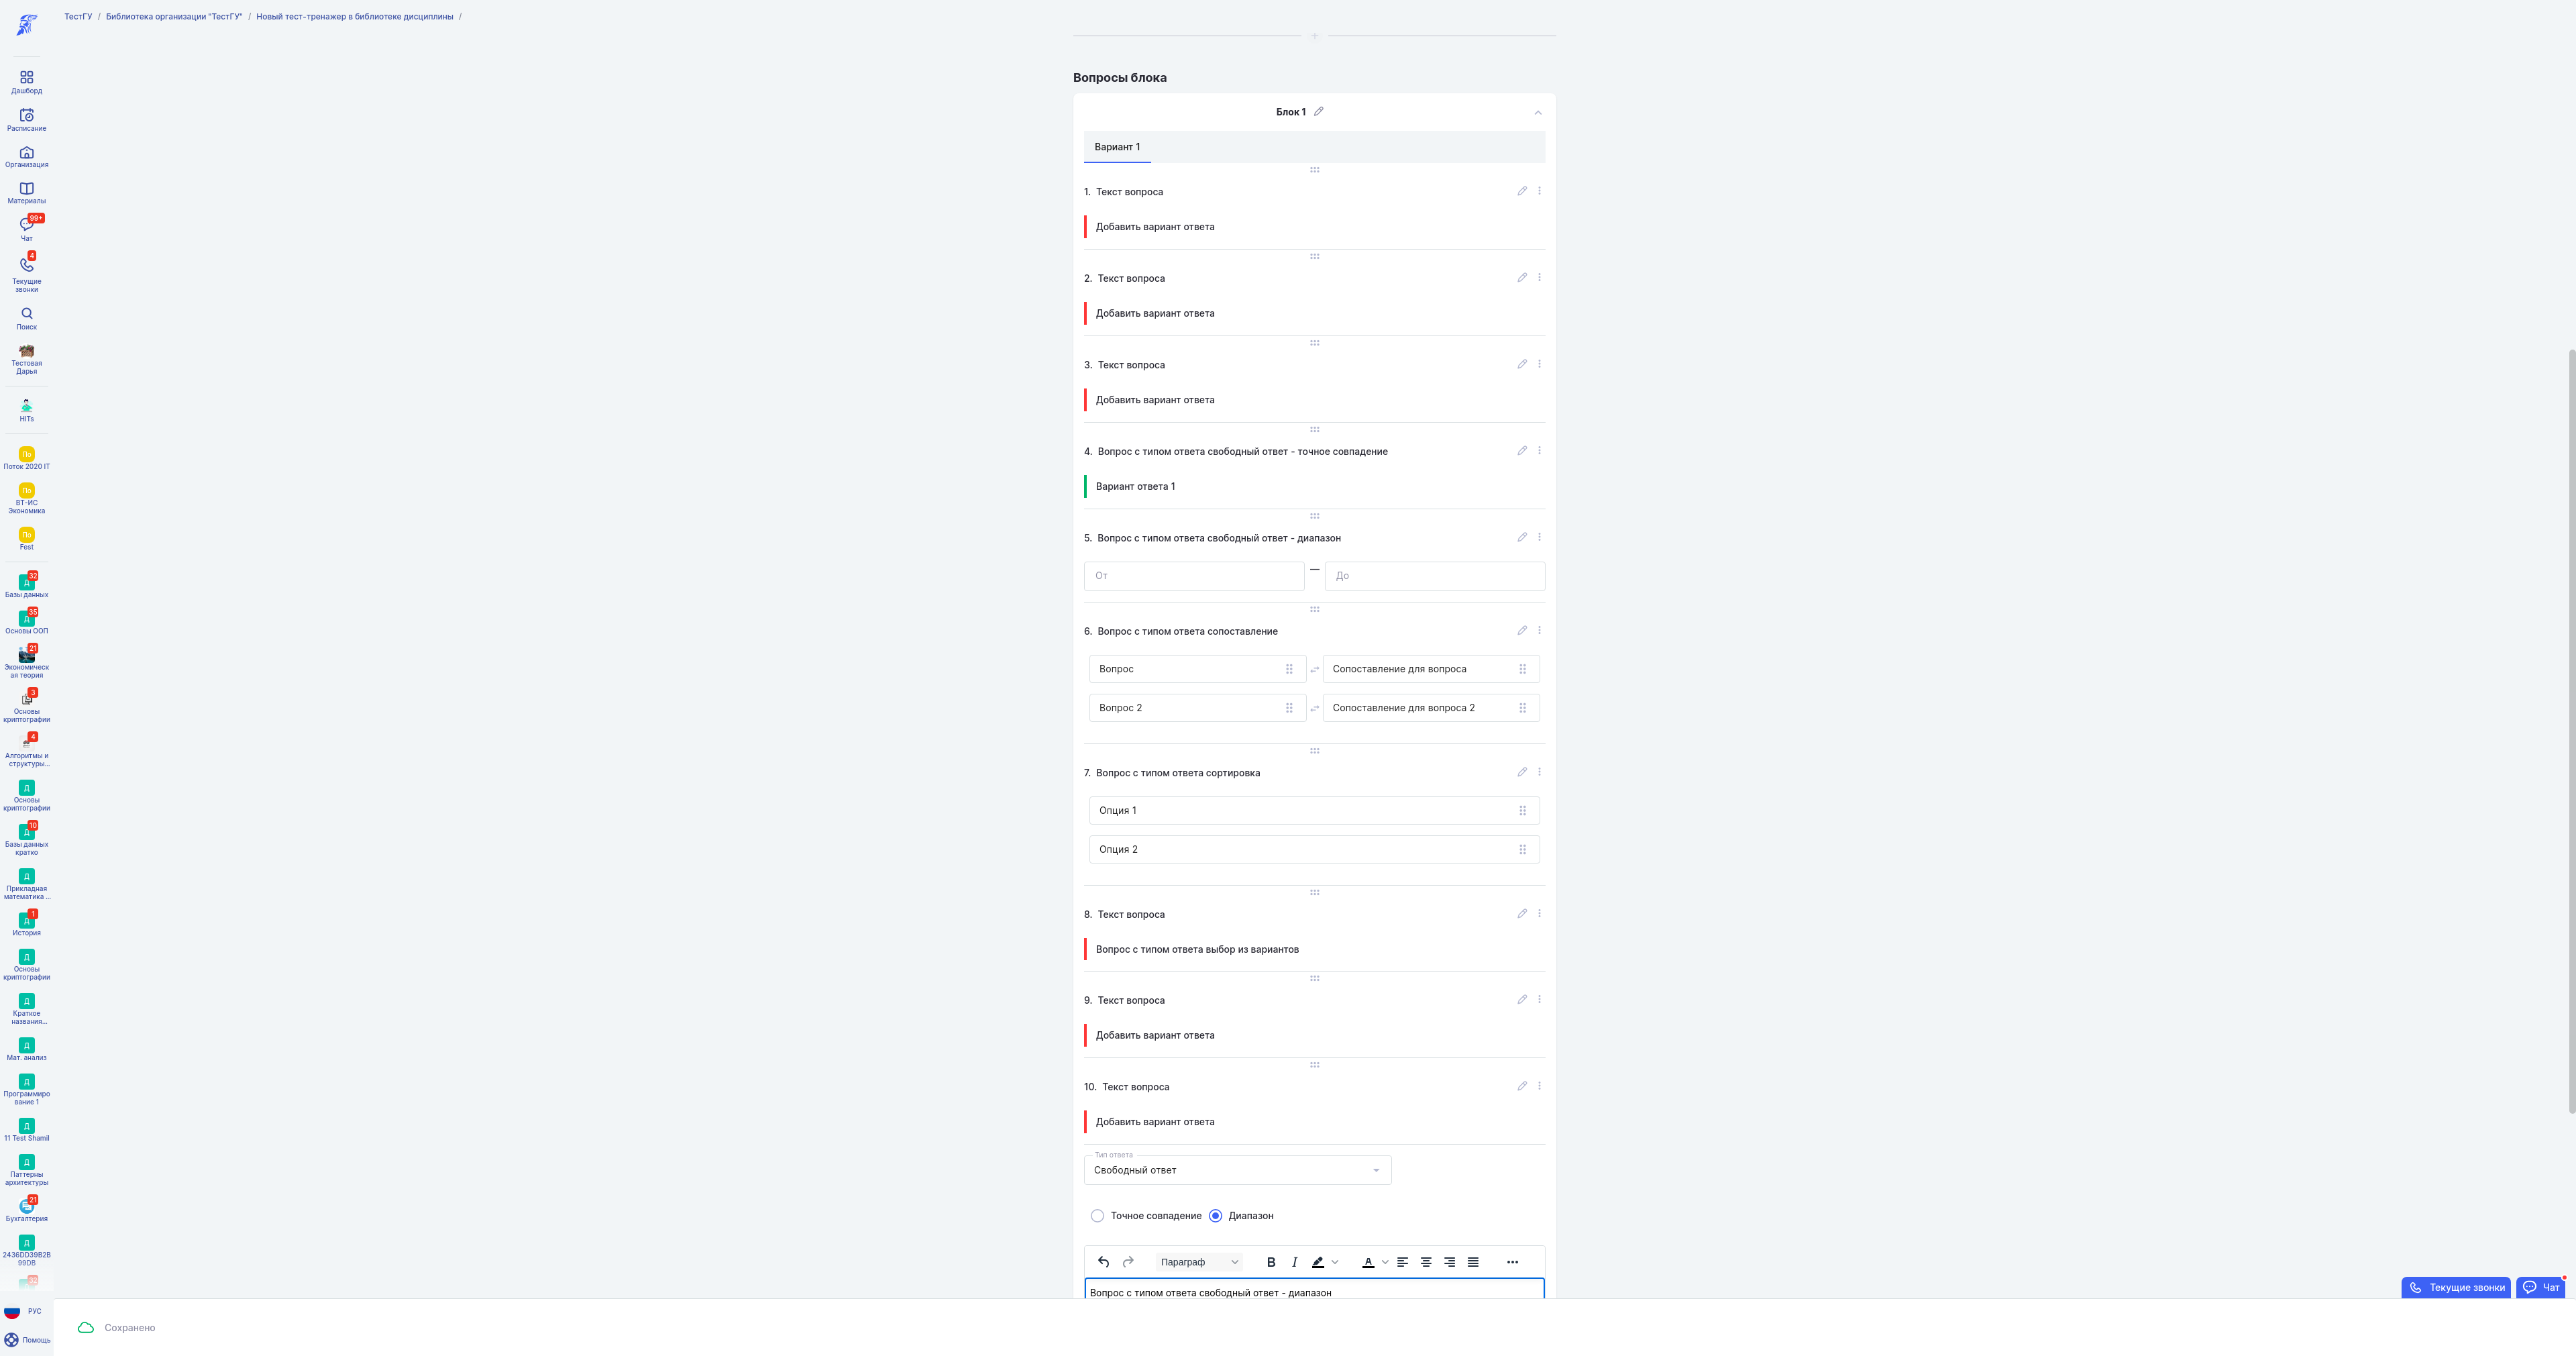 ТестГУ / Библиотека организации "ТестГУ" / Новый тест-тренажер в библиотеке дисциплины /
Дашборд
Расписание
Организация
Материалы
99+
Чат
4
Текущие
звонки
Поиск
Тестовая
Дарья
HITs
По
Поток 2020 IT
По
ВТ-ИС
Экономика
По
Fest
32
Д
Базы данных
35
Д
Основы ООП
21
Экономическ
ая теория
3
Основы
криптографии
4
Алгоритмы и
структуры...
Д
Основы
криптографии
10
Д
Базы данных
кратко
Д
Прикладная
математика ...
1
Д
История
Д
Основы
криптографии
Д
Краткое
названия...
Д
Мат. анализ
Д
Программиро
вание 1
Д
11 Test Shamil
Д
Паттерны
архитектуры
21
Бухгалтерия
Д
2436DD39B2B
99DB
32
РУС
Помощь
Вопросы блока
Блок 1
Вариант 1
1. Текст вопроса
Добавить вариант ответа
2. Текст вопроса
Добавить вариант ответа
3. Текст вопроса
Добавить вариант ответа
4. Вопрос с типом ответа свободный ответ - точное совпадение
Вариант ответа 1
5. Вопрос с типом ответа свободный ответ - диапазон
От — До
6. Вопрос с типом ответа сопоставление
Вопрос Сопоставление для вопроса
Вопрос 2 Сопоставление для вопроса 2
7. Вопрос с типом ответа сортировка
Опция 1
Опция 2
8. Текст вопроса
Вопрос с типом ответа выбор из вариантов
9. Текст вопроса
Добавить вариант ответа
10. Текст вопроса
Добавить вариант ответа
Тип ответа
Свободный ответ
Точное совпадение Диапазон
Параграф B I A
Вопрос с типом ответа свободный ответ - диапазон
Текущие звонки Чат
Сохранено